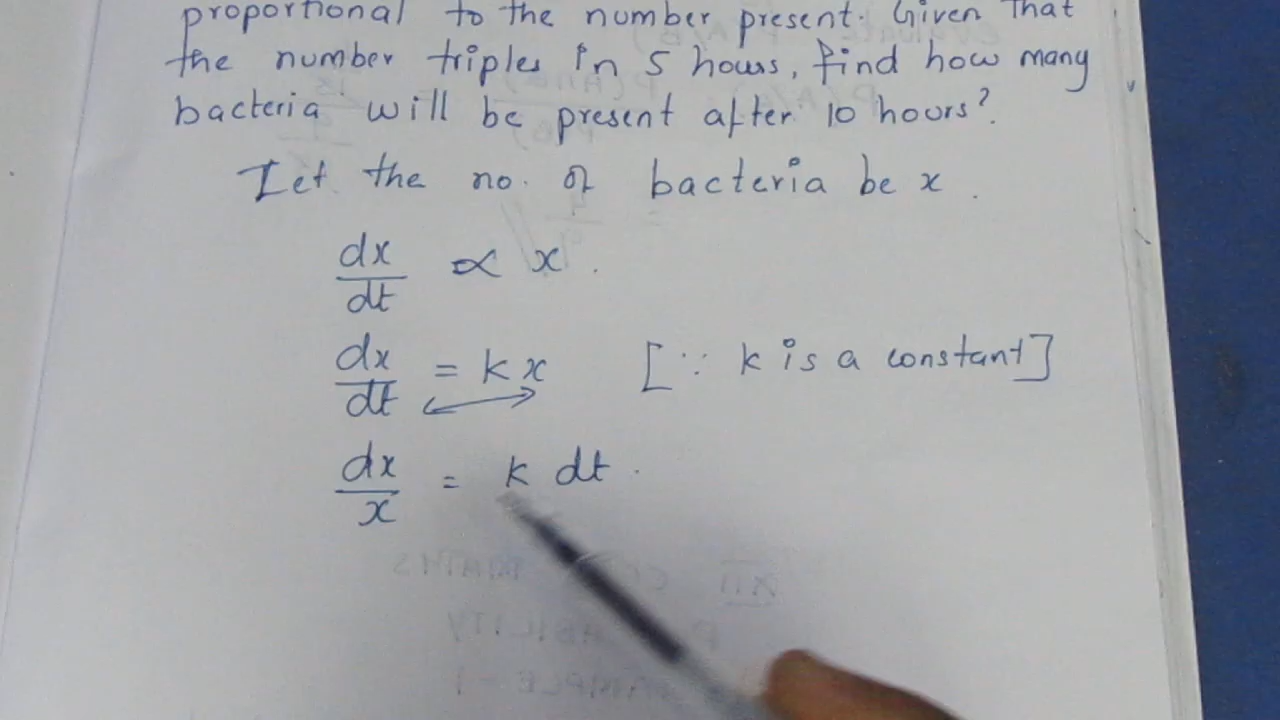 proportional to the number present. Given that
the number triples in 5 hours, find how many
bacteria will be present after 10 hours?
Let the no. of bacteria be x.
dx/dt ∝ x.
dx/dt = kx [∵ k is a constant]
dx/x = k dt.